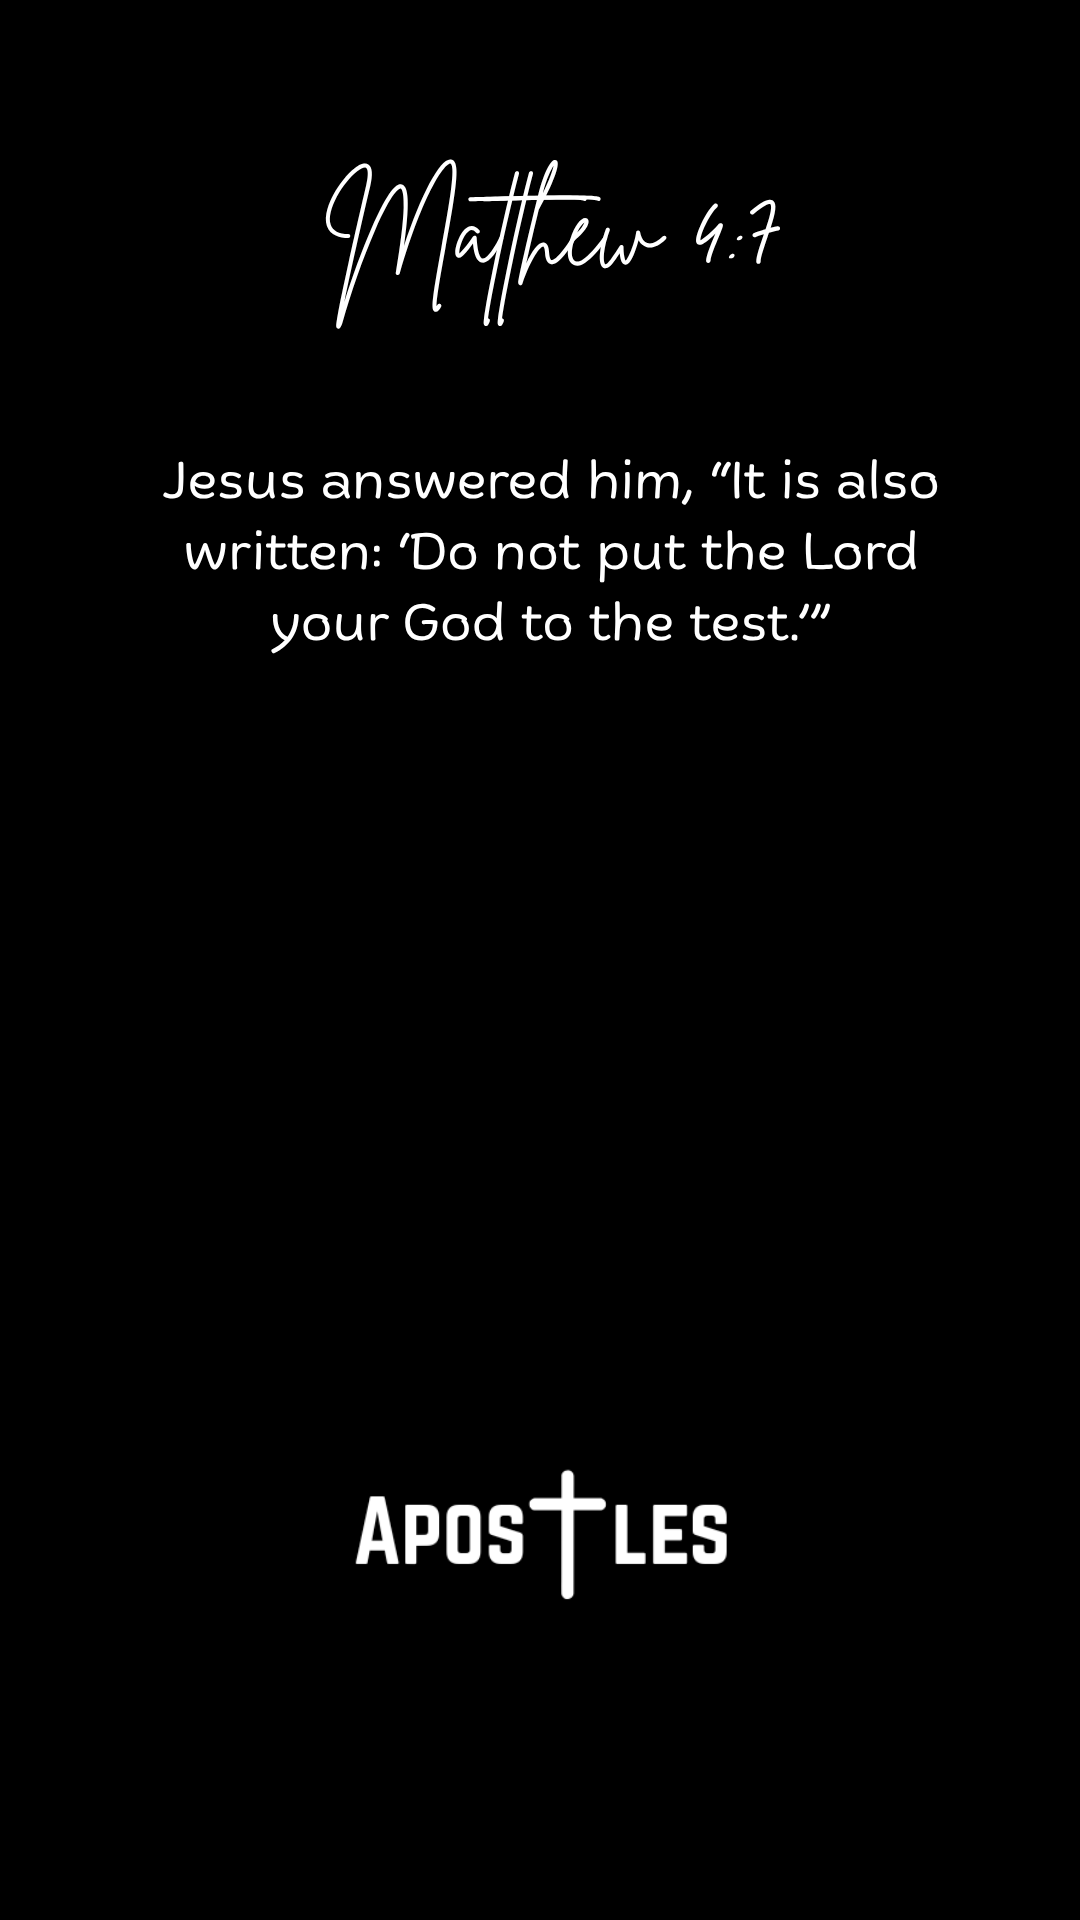 Matthew 4:7
Jesus answered him, “It is also
written: ‘Do not put the Lord
your God to the test.’”
APOSTLES